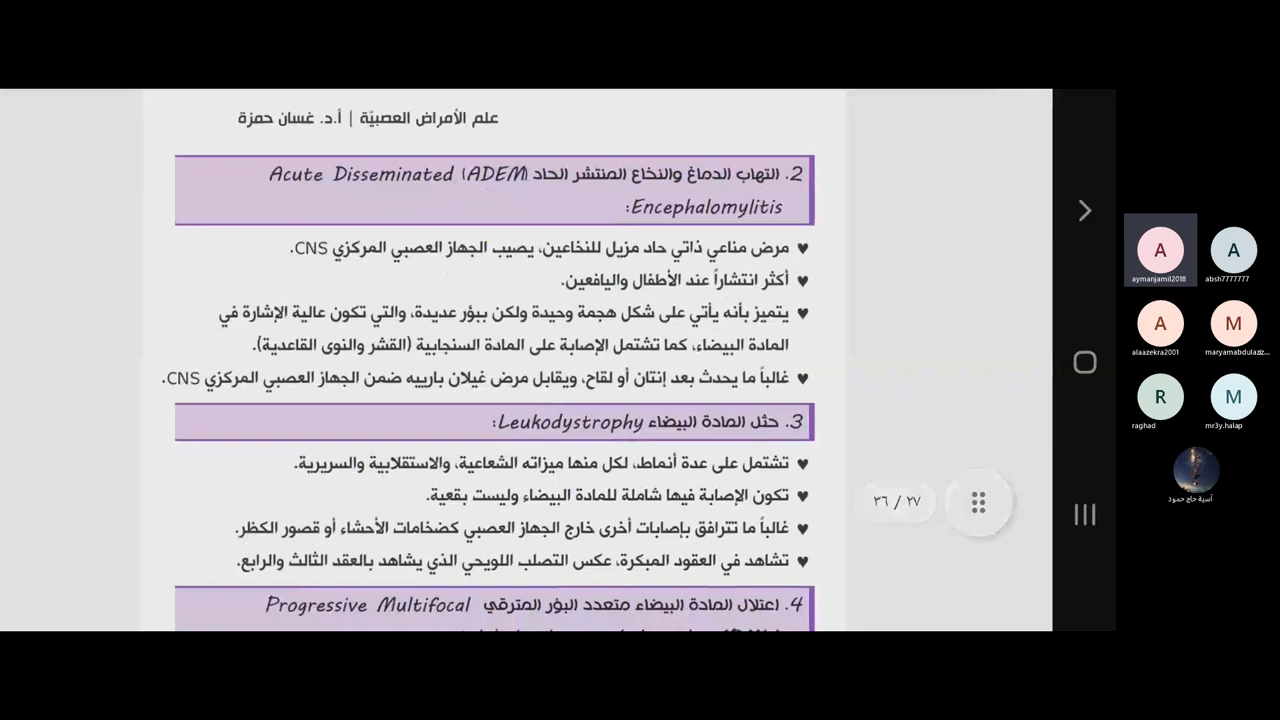 علم الأمراض العصبيّة | أ.د. غسان حمزة
2. التهاب الدماغ والنخاع المنتشر الحاد (ADEM) Acute Disseminated
Encephalomylitis:
♥ مرض مناعي ذاتي حاد مزيل للنخاعين، يصيب الجهاز العصبي المركزي CNS.
♥ أكثر انتشاراً عند الأطفال واليافعين.
♥ يتميز بأنه يأتي على شكل هجمة وحيدة ولكن ببؤر عديدة، والتي تكون عالية الإشارة في
المادة البيضاء، كما تشتمل الإصابة على المادة السنجابية (القشر والنوى القاعدية).
♥ غالباً ما يحدث بعد إنتان أو لقاح، ويقابل مرض غيلان بارييه ضمن الجهاز العصبي المركزي CNS.
3. حثل المادة البيضاء Leukodystrophy:
♥ تشتمل على عدة أنماط، لكل منها ميزاته الشعاعية، والاستقلابية والسريرية.
♥ تكون الإصابة فيها شاملة للمادة البيضاء وليست بقعية.
♥ غالباً ما تترافق بإصابات أخرى خارج الجهاز العصبي كضخامات الأحشاء أو قصور الكظر.
♥ تشاهد في العقود المبكرة، عكس التصلب اللويحي الذي يشاهد بالعقد الثالث والرابع.
4. اعتلال المادة البيضاء متعدد البؤر المترقي Progressive Multifocal
٢٧ / ٣٦
A
aymanjamil2018
A
absh7777777
A
alaazekra2001
M
maryamabdulaziz...
R
raghad
M
mr3y.halap
آسية حاج حمود